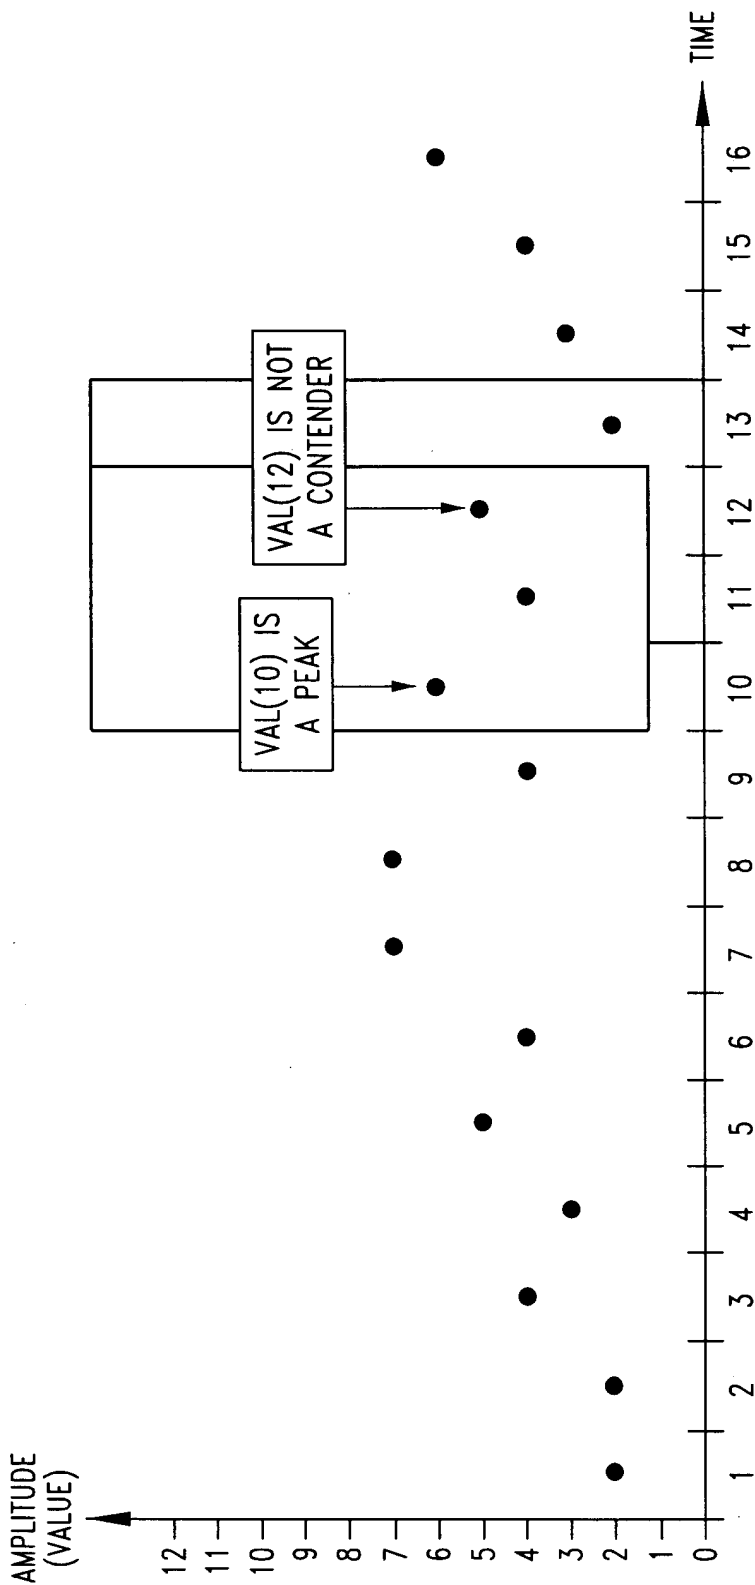 AMPLITUDE
(VALUE)
12
11
10
9
8
7
6
5
4
3
2
1
0
VAL(10) IS
A PEAK
VAL(12) IS NOT
A CONTENDER
1 2 3 4 5 6 7 8 9 10 11 12 13 14 15 16
TIME